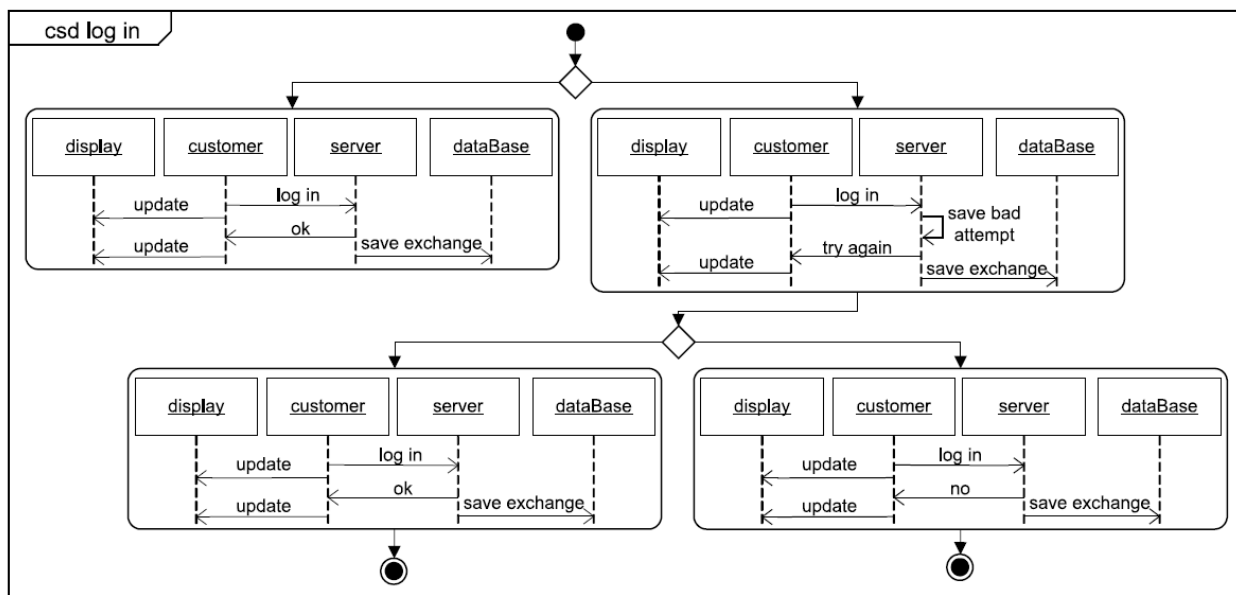 csd log in
display customer server dataBase
log in
update
ok
update
save exchange
display customer server dataBase
log in
update
save bad
attempt
try again
update
save exchange
display customer server dataBase
log in
update
ok
update
save exchange
display customer server dataBase
log in
update
no
update
save exchange